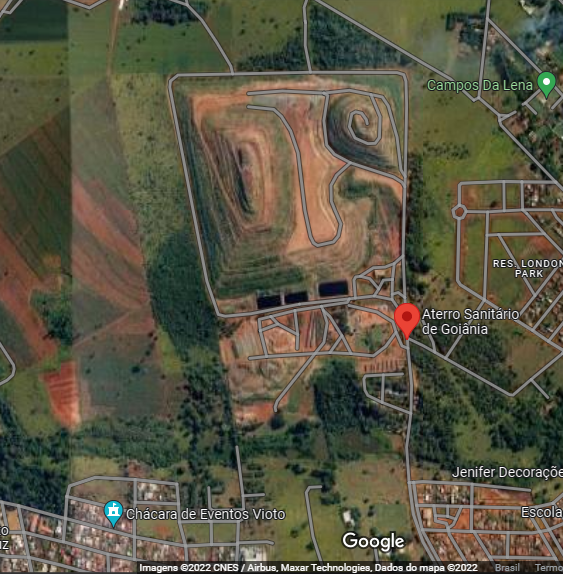 Campos Da Lena
RES. LONDON
PARK
Aterro Sanitário
de Goiânia
Jenifer Decoraçõe
Chácara de Eventos Vioto
Escola
O
IZ
Google
Imagens ©2022 CNES / Airbus, Maxar Technologies, Dados do mapa ©2022
Brasil
Termo